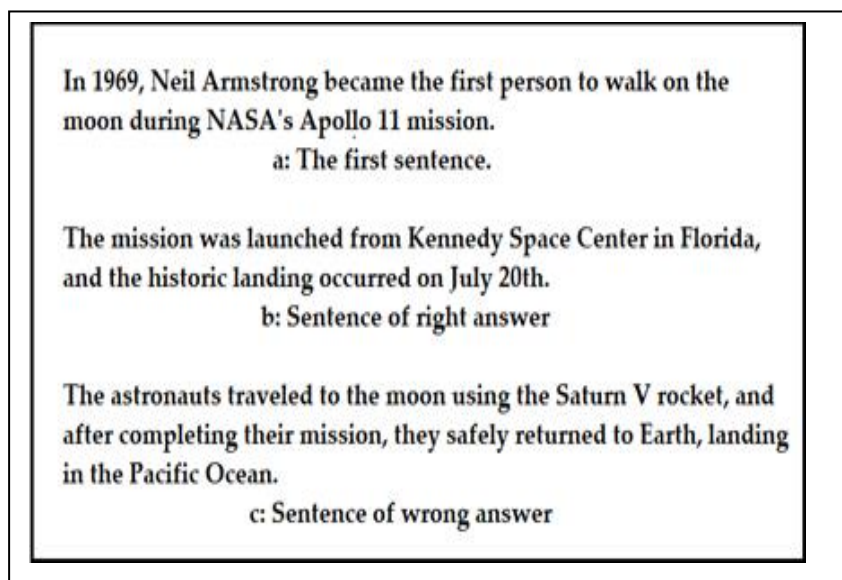 In 1969, Neil Armstrong became the first person to walk on the
moon during NASA's Apollo 11 mission.
a: The first sentence.
The mission was launched from Kennedy Space Center in Florida,
and the historic landing occurred on July 20th.
b: Sentence of right answer
The astronauts traveled to the moon using the Saturn V rocket, and
after completing their mission, they safely returned to Earth, landing
in the Pacific Ocean.
c: Sentence of wrong answer